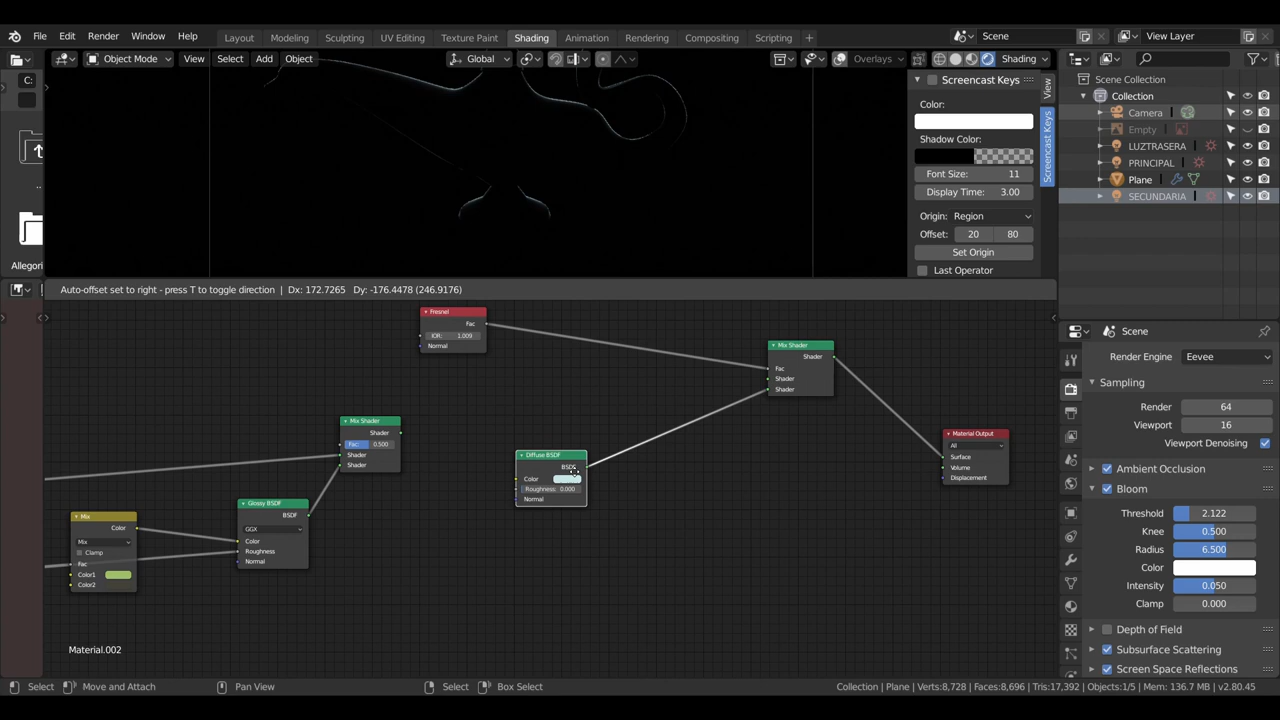 File Edit Render Window Help Layout Modeling Sculpting UV Editing Texture Paint Shading Animation Rendering Compositing Scripting Scene View Layer
Object Mode View Select Add Object Global Overlays Shading
C:
..
Allegori
Screencast Keys
Color:
Shadow Color:
Font Size: 11
Display Time: 3.00
Origin: Region
Offset: 20 80
Set Origin
Last Operator
View
Screencast Keys
Scene Collection
Collection
Camera
Empty
LUZTRASERA
PRINCIPAL
Plane
SECUNDARIA
Auto-offset set to right - press T to toggle direction | Dx: 172.7265 Dy: -176.4478 (246.9176)
Fresnel
Fac
IOR: 1.009
Normal
Mix Shader
Shader
Fac
Shader
Shader
Mix Shader
Shader
Fac: 0.500
Shader
Shader
Diffuse BSDF
BSDF
Color
Roughness: 0.000
Normal
Material Output
All
Surface
Volume
Displacement
Glossy BSDF
BSDF
GGX
Color
Roughness
Normal
Mix
Color
Mix
Clamp
Fac
Color1
Color2
Material.002
Scene
Render Engine Eevee
Sampling
Render 64
Viewport 16
Viewport Denoising
Ambient Occlusion
Bloom
Threshold 2.122
Knee 0.500
Radius 6.500
Color
Intensity 0.050
Clamp 0.000
Depth of Field
Subsurface Scattering
Screen Space Reflections
Select Move and Attach Pan View Select Box Select Collection | Plane | Verts:8,728 | Faces:8,696 | Tris:17,392 | Objects:1/5 | Mem: 136.7 MB | v2.80.45